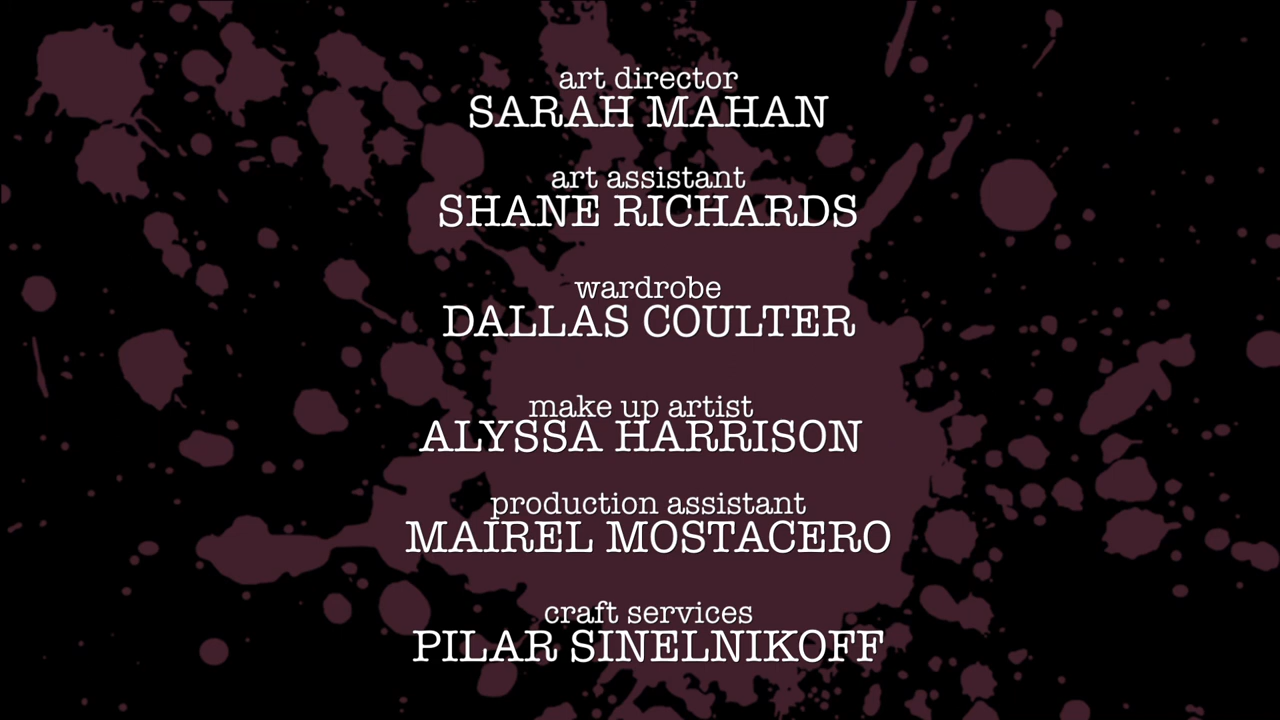 art director
SARAH MAHAN
art assistant
SHANE RICHARDS
wardrobe
DALLAS COULTER
make up artist
ALYSSA HARRISON
production assistant
MAIREL MOSTACERO
craft services
PILAR SINELNIKOFF